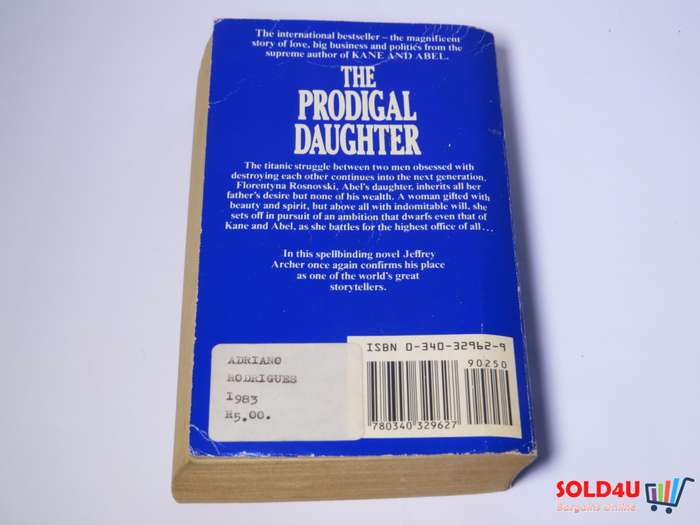 The international bestseller – the magnificent
story of love, big business and politics from the
supreme author of KANE AND ABEL.
THE
PRODIGAL
DAUGHTER
The titanic struggle between two men obsessed with
destroying each other continues into the next generation.
Florentyna Rosnovski, Abel's daughter, inherits all her
father's desire but none of his wealth. A woman gifted with
beauty and spirit, but above all with indomitable will, she
sets off in pursuit of an ambition that dwarfs even that of
Kane and Abel, as she battles for the highest office of all . . .
In this spellbinding novel Jeffrey
Archer once again confirms his place
as one of the world's great
storytellers.
ISBN 0-340-32962-9
90250
9 780340 329627
ADRIANO
RODRIGUES
1983
R5.00.
SOLD4U
Bargains Online